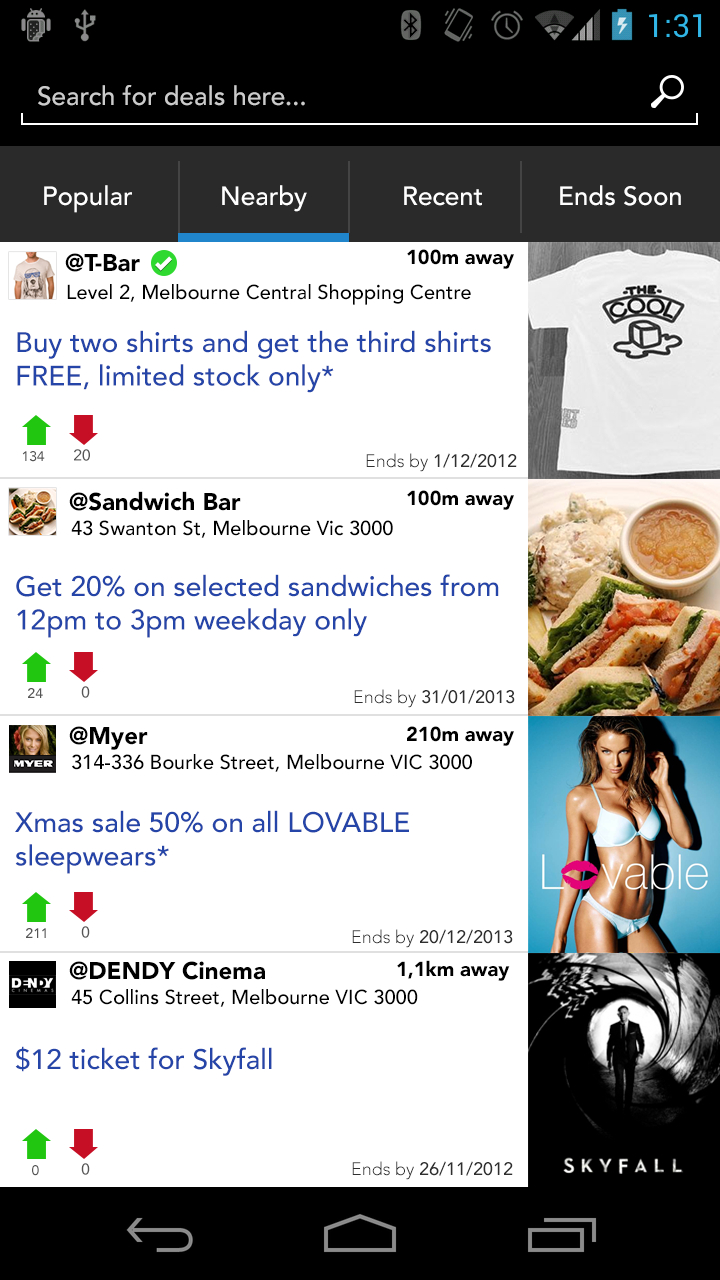 1:31
Search for deals here...
Popular
Nearby
Recent
Ends Soon
@T-Bar
100m away
Level 2, Melbourne Central Shopping Centre
Buy two shirts and get the third shirts
FREE, limited stock only*
134
20
Ends by 1/12/2012
-THE-
COOL
@Sandwich Bar
100m away
43 Swanton St, Melbourne Vic 3000
Get 20% on selected sandwiches from
12pm to 3pm weekday only
24
0
Ends by 31/01/2013
MYER
@Myer
210m away
314-336 Bourke Street, Melbourne VIC 3000
Xmas sale 50% on all LOVABLE
sleepwears*
211
0
Ends by 20/12/2013
Lovable
DENDY
CINEMAS
@DENDY Cinema
1,1km away
45 Collins Street, Melbourne VIC 3000
$12 ticket for Skyfall
0
0
Ends by 26/11/2012
SKYFALL